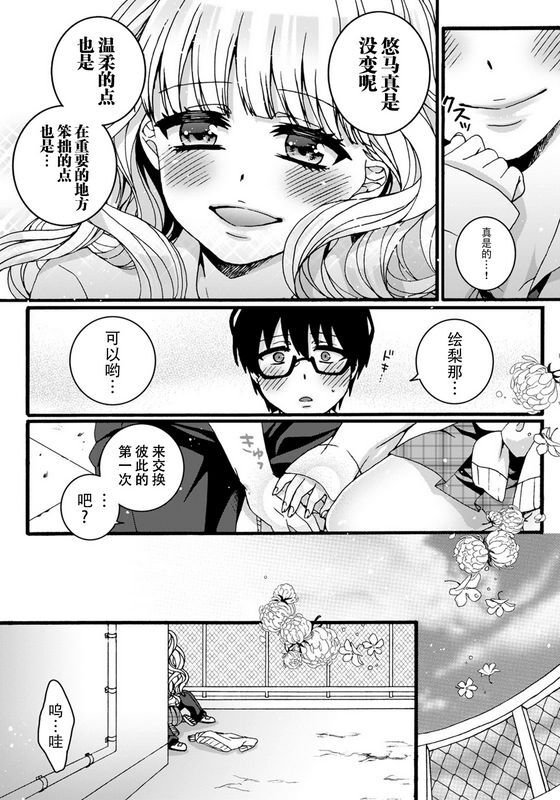 クスッ
真是的…!
悠马真是
没变呢
温柔的点
也是
在重要的地方
笨拙的点
也是…
绘梨那…
ドキ
可以哟…
来交换
彼此的
第一次
…吧?
きゅっ
呜…哇